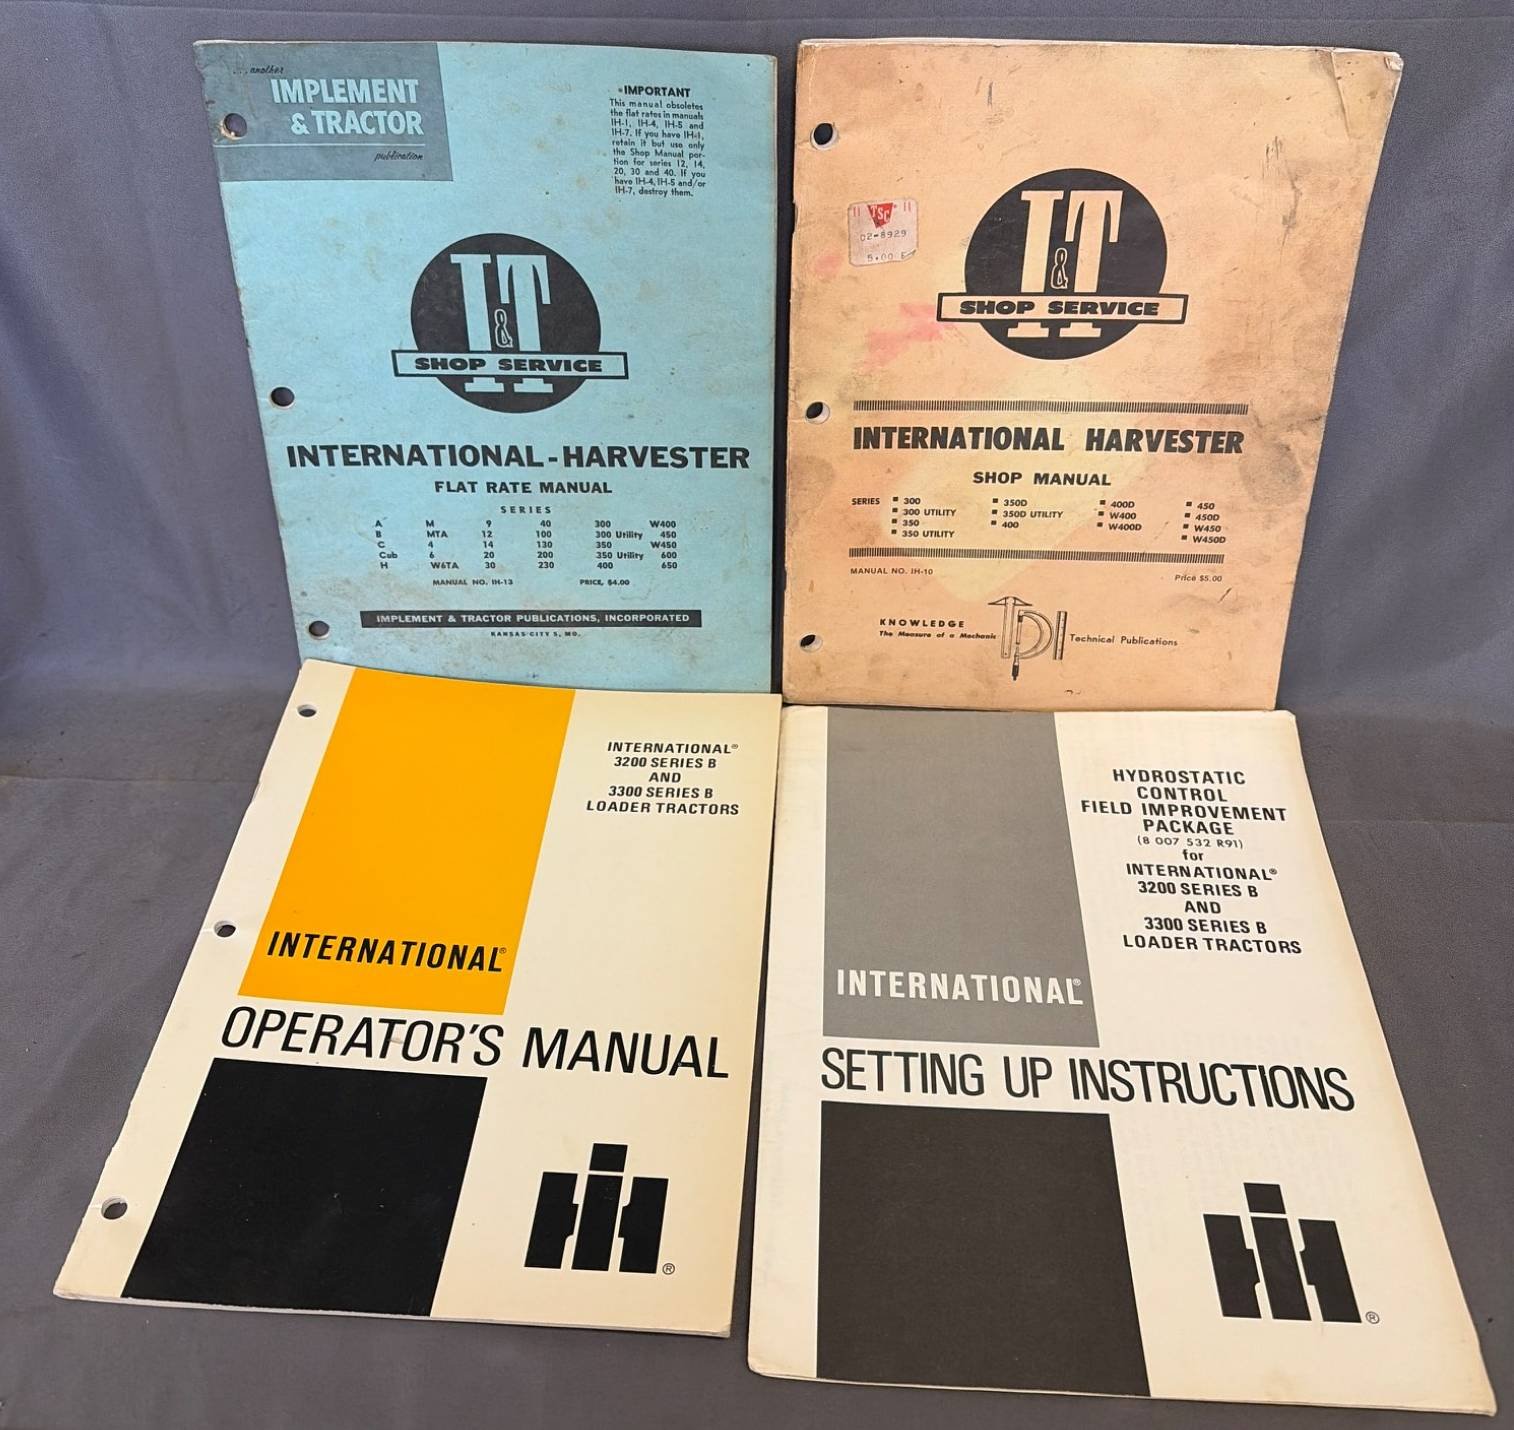 ... another
IMPLEMENT
& TRACTOR
publication
IMPORTANT
This manual obsoletes
the flat rates in manuals
IH-1, IH-4, IH-5 and
IH-7. If you have IH-1,
retain it but use only
the Shop Manual por-
tion for series 12, 14,
20, 30 and 40. If you
have IH-4, IH-5 and/or
IH-7, destroy them.
I&T
SHOP SERVICE
INTERNATIONAL-HARVESTER
FLAT RATE MANUAL
SERIES
A M 9 40 300 W400
B MTA 12 100 300 Utility 450
C 4 14 130 350 W450
Cub 6 20 200 350 Utility 600
H W6TA 30 230 400 650
MANUAL NO. IH-13 PRICE, $4.00
IMPLEMENT & TRACTOR PUBLICATIONS, INCORPORATED
KANSAS CITY 5, MO.
TSC
02-8929
5.00 E
I&T
SHOP SERVICE
INTERNATIONAL HARVESTER
SHOP MANUAL
SERIES ■ 300 ■ 350D ■ 400D ■ 450
■ 300 UTILITY ■ 350D UTILITY ■ W400 ■ 450D
■ 350 ■ 400 ■ W400D ■ W450
■ 350 UTILITY ■ W450D
MANUAL NO. IH-10 Price $5.00
KNOWLEDGE
The Measure of a Mechanic
Technical Publications
INTERNATIONAL®
3200 SERIES B
AND
3300 SERIES B
LOADER TRACTORS
INTERNATIONAL®
OPERATOR'S MANUAL
IH®
HYDROSTATIC
CONTROL
FIELD IMPROVEMENT
PACKAGE
(8 007 532 R91)
for
INTERNATIONAL®
3200 SERIES B
AND
3300 SERIES B
LOADER TRACTORS
INTERNATIONAL®
SETTING UP INSTRUCTIONS
IH®